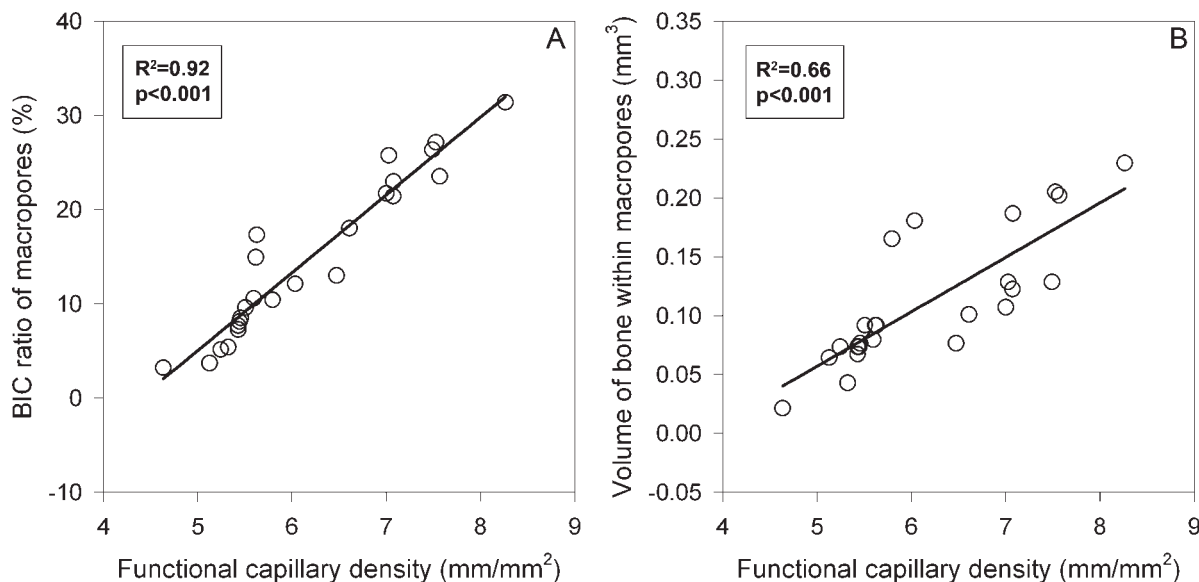 A
R²=0.92
p<0.001
BIC ratio of macropores (%)
40
30
20
10
0
-10
4 5 6 7 8 9
Functional capillary density (mm/mm²)
B
R²=0.66
p<0.001
Volume of bone within macropores (mm³)
0.35
0.30
0.25
0.20
0.15
0.10
0.05
0.00
-0.05
4 5 6 7 8 9
Functional capillary density (mm/mm²)